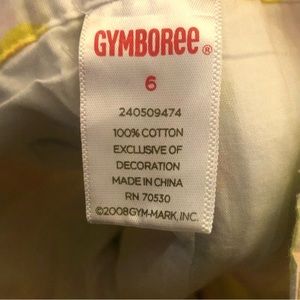 GYMBOREE®
6
240509474
100% COTTON
EXCLUSIVE OF
DECORATION
MADE IN CHINA
RN 70530
©2008GYM-MARK, INC.